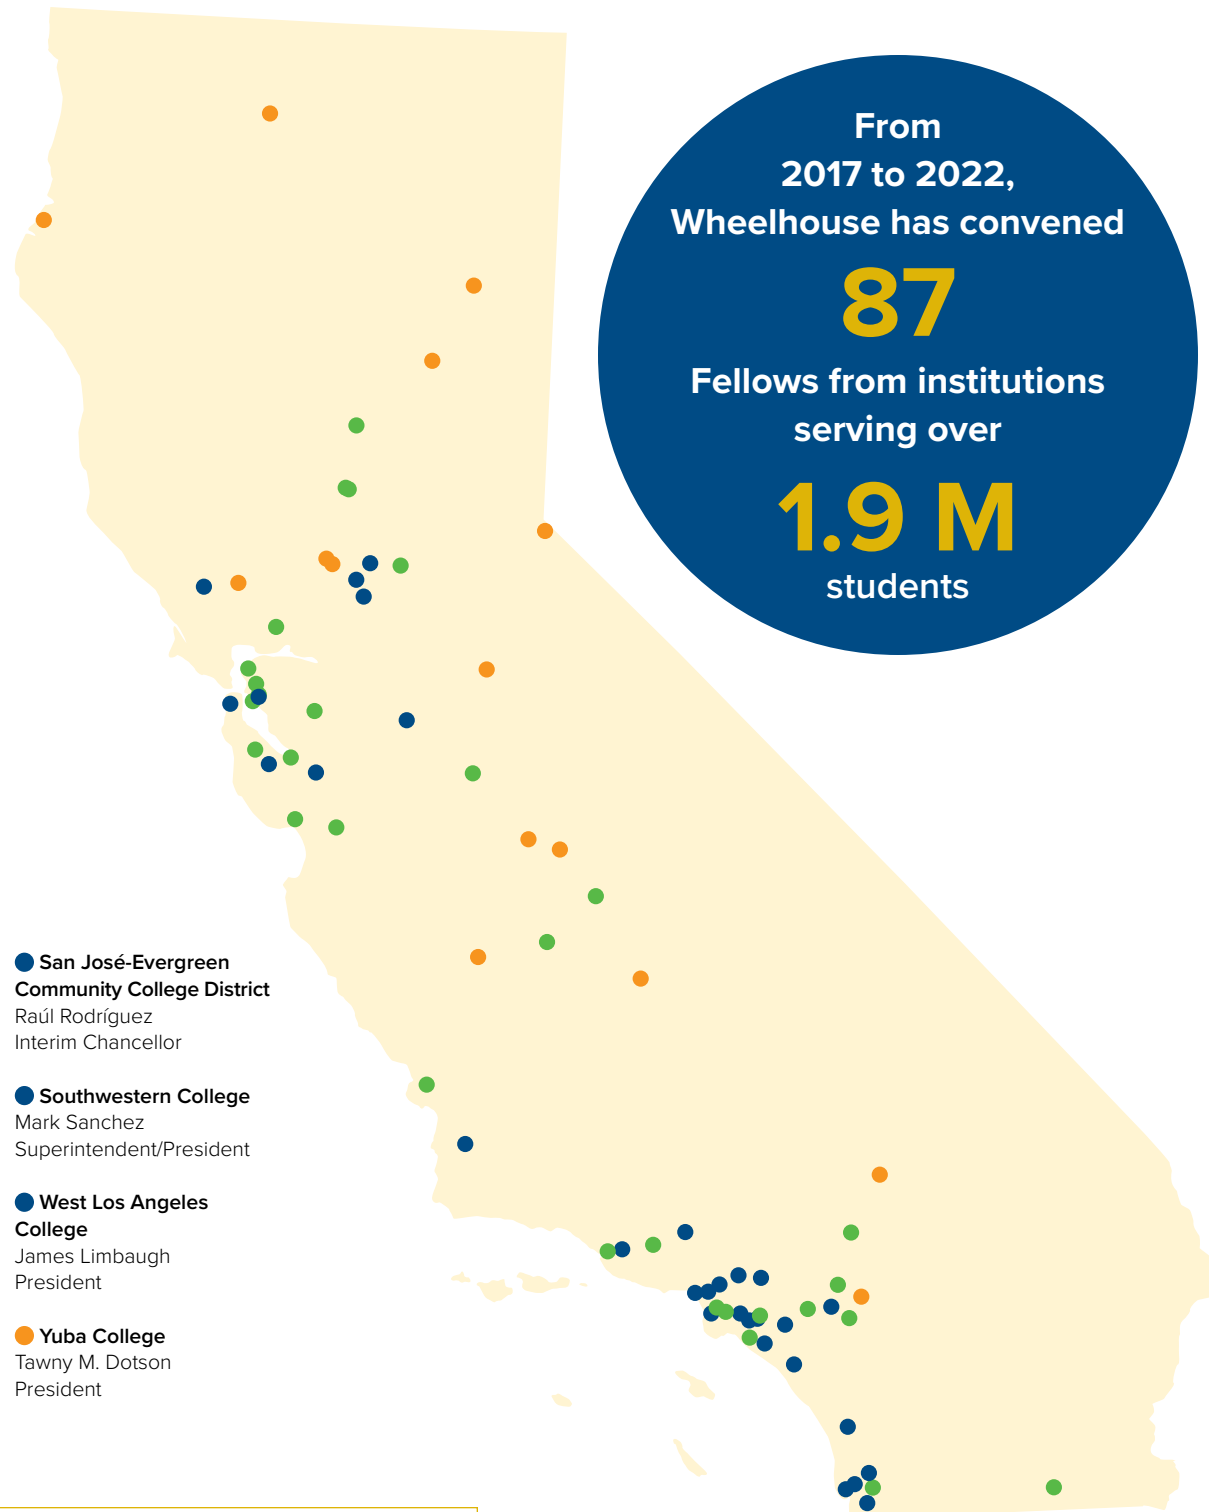 From
2017 to 2022,
Wheelhouse has convened
87
Fellows from institutions
serving over
1.9 M
students
San José-Evergreen
Community College District
Raúl Rodríguez
Interim Chancellor
Southwestern College
Mark Sanchez
Superintendent/President
West Los Angeles
College
James Limbaugh
President
Yuba College
Tawny M. Dotson
President